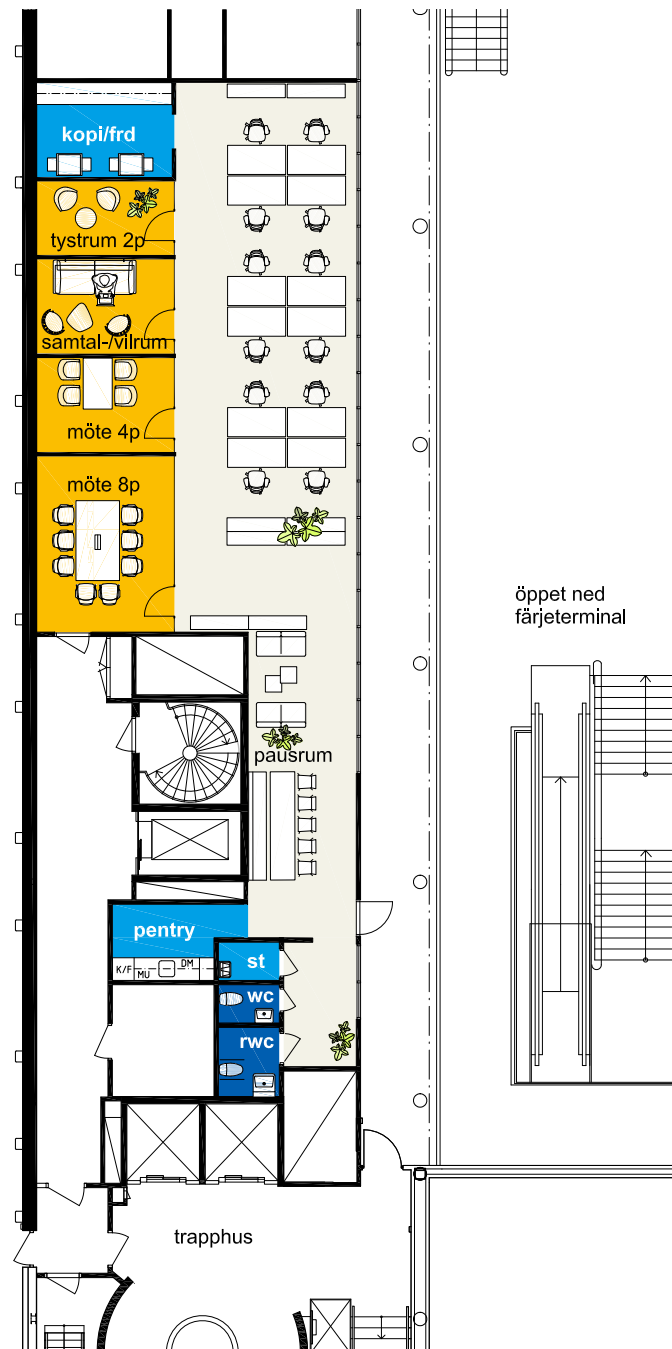 kopi/frd
tystrum 2p
samtal-/vilrum
möte 4p
möte 8p
öppet ned
färjeterminal
pausrum
pentry
K/F
MU
DM
st
wc
rwc
trapphus